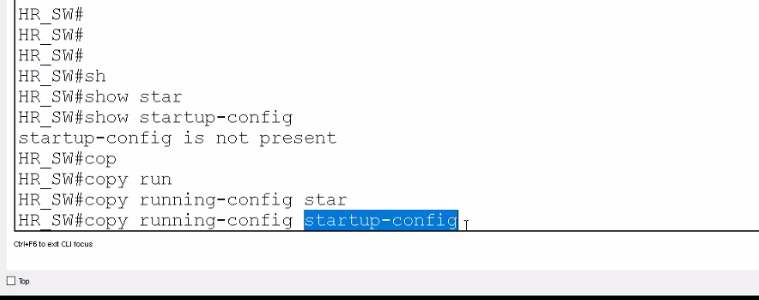 HR_SW#
HR_SW#
HR_SW#
HR_SW#sh
HR_SW#show star
HR_SW#show startup-config
startup-config is not present
HR_SW#cop
HR_SW#copy run
HR_SW#copy running-config star
HR_SW#copy running-config startup-config
Ctrl+F6 to exit CLI focus
Top